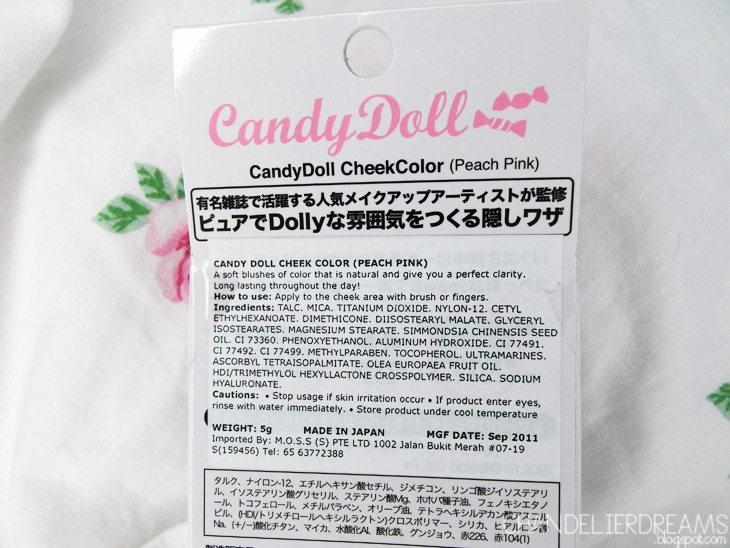 CandyDoll
CandyDoll CheekColor (Peach Pink)
有名雑誌で活躍する人気メイクアップアーティストが監修
ピュアでDollyな雰囲気をつくる隠しワザ
CANDY DOLL CHEEK COLOR (PEACH PINK)
A soft blushes of color that is natural and give you a perfect clarity.
Long lasting throughout the day!
How to use: Apply to the cheek area with brush or fingers.
Ingredients: TALC. MICA. TITANIUM DiOXIDE. NYLON-12. CETYL
ETHYLHEXANOATE. DIMETHICONE. DIISOSTEARYL MALATE. GLYCERYL
ISOSTEARATES. MAGNESIUM STEARATE. SIMMONDSIA CHINENSIS SEED
OIL. CI 73360. PHENOXYETHANOL. ALUMINUM HYDROXIDE. CI 77491.
CI 77492. CI 77499. METHYLPARABEN. TOCOPHEROL. ULTRAMARINES.
ASCORBYL TETRAISOPALMITATE. OLEA EUROPAEA FRUIT OIL.
HDI/TRIMETHYLOL HEXYLLACTONE CROSSPOLYMER. SILICA. SODIUM
HYALURONATE.
Cautions: • Stop usage if skin irritation occur • If product enter eyes,
rinse with water immediately. • Store product under cool temperature
WEIGHT: 5g MADE IN JAPAN MGF DATE: Sep 2011
Imported By: M.O.S.S (S) PTE LTD 1002 Jalan Bukit Merah #07-19
S(159456) Tel: 65 63772388
タルク、ナイロン-12、エチルヘキサン酸セチル、ジメチコン、リンゴ酸ジイソステアリ
ル、イソステアリン酸グリセリル、ステアリン酸Mg、ホホバ種子油、フェノキシエタノ
ール、トコフェロール、メチルパラベン、オリーブ油、テトラヘキシルデカン酸アスコル
ビル、(HDI/トリメチロールヘキシルラクトン)クロスポリマー、シリカ、ヒアルロン酸
Na、(+/-)酸化チタン、マイカ、水酸化Al、酸化鉄、グンジョウ、赤226、赤104(1)
CHANDELIERDREAMS
.blogspot.com